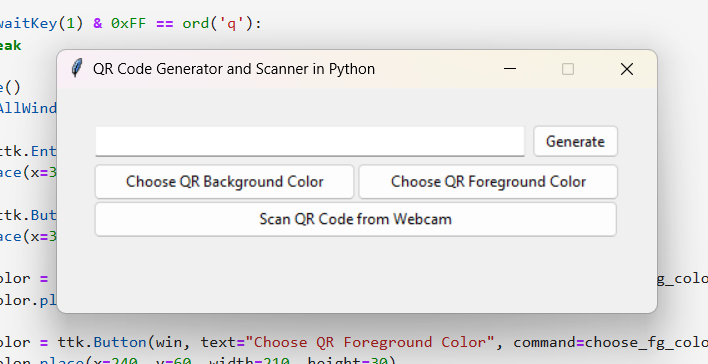 waitKey(1) & 0xFF == ord('q'):
eak
QR Code Generator and Scanner in Python
e()
AllWind
Generate
ttk.Ent
ace(x=3
Choose QR Background Color
Choose QR Foreground Color
ttk.But
Scan QR Code from Webcam
ace(x=3
olor =
g_colo
olor.pl
olor = ttk.Button(win, text="Choose QR Foreground Color", command=choose_fg_colo
olor.place(x=240, y=60, width=210, height=30)